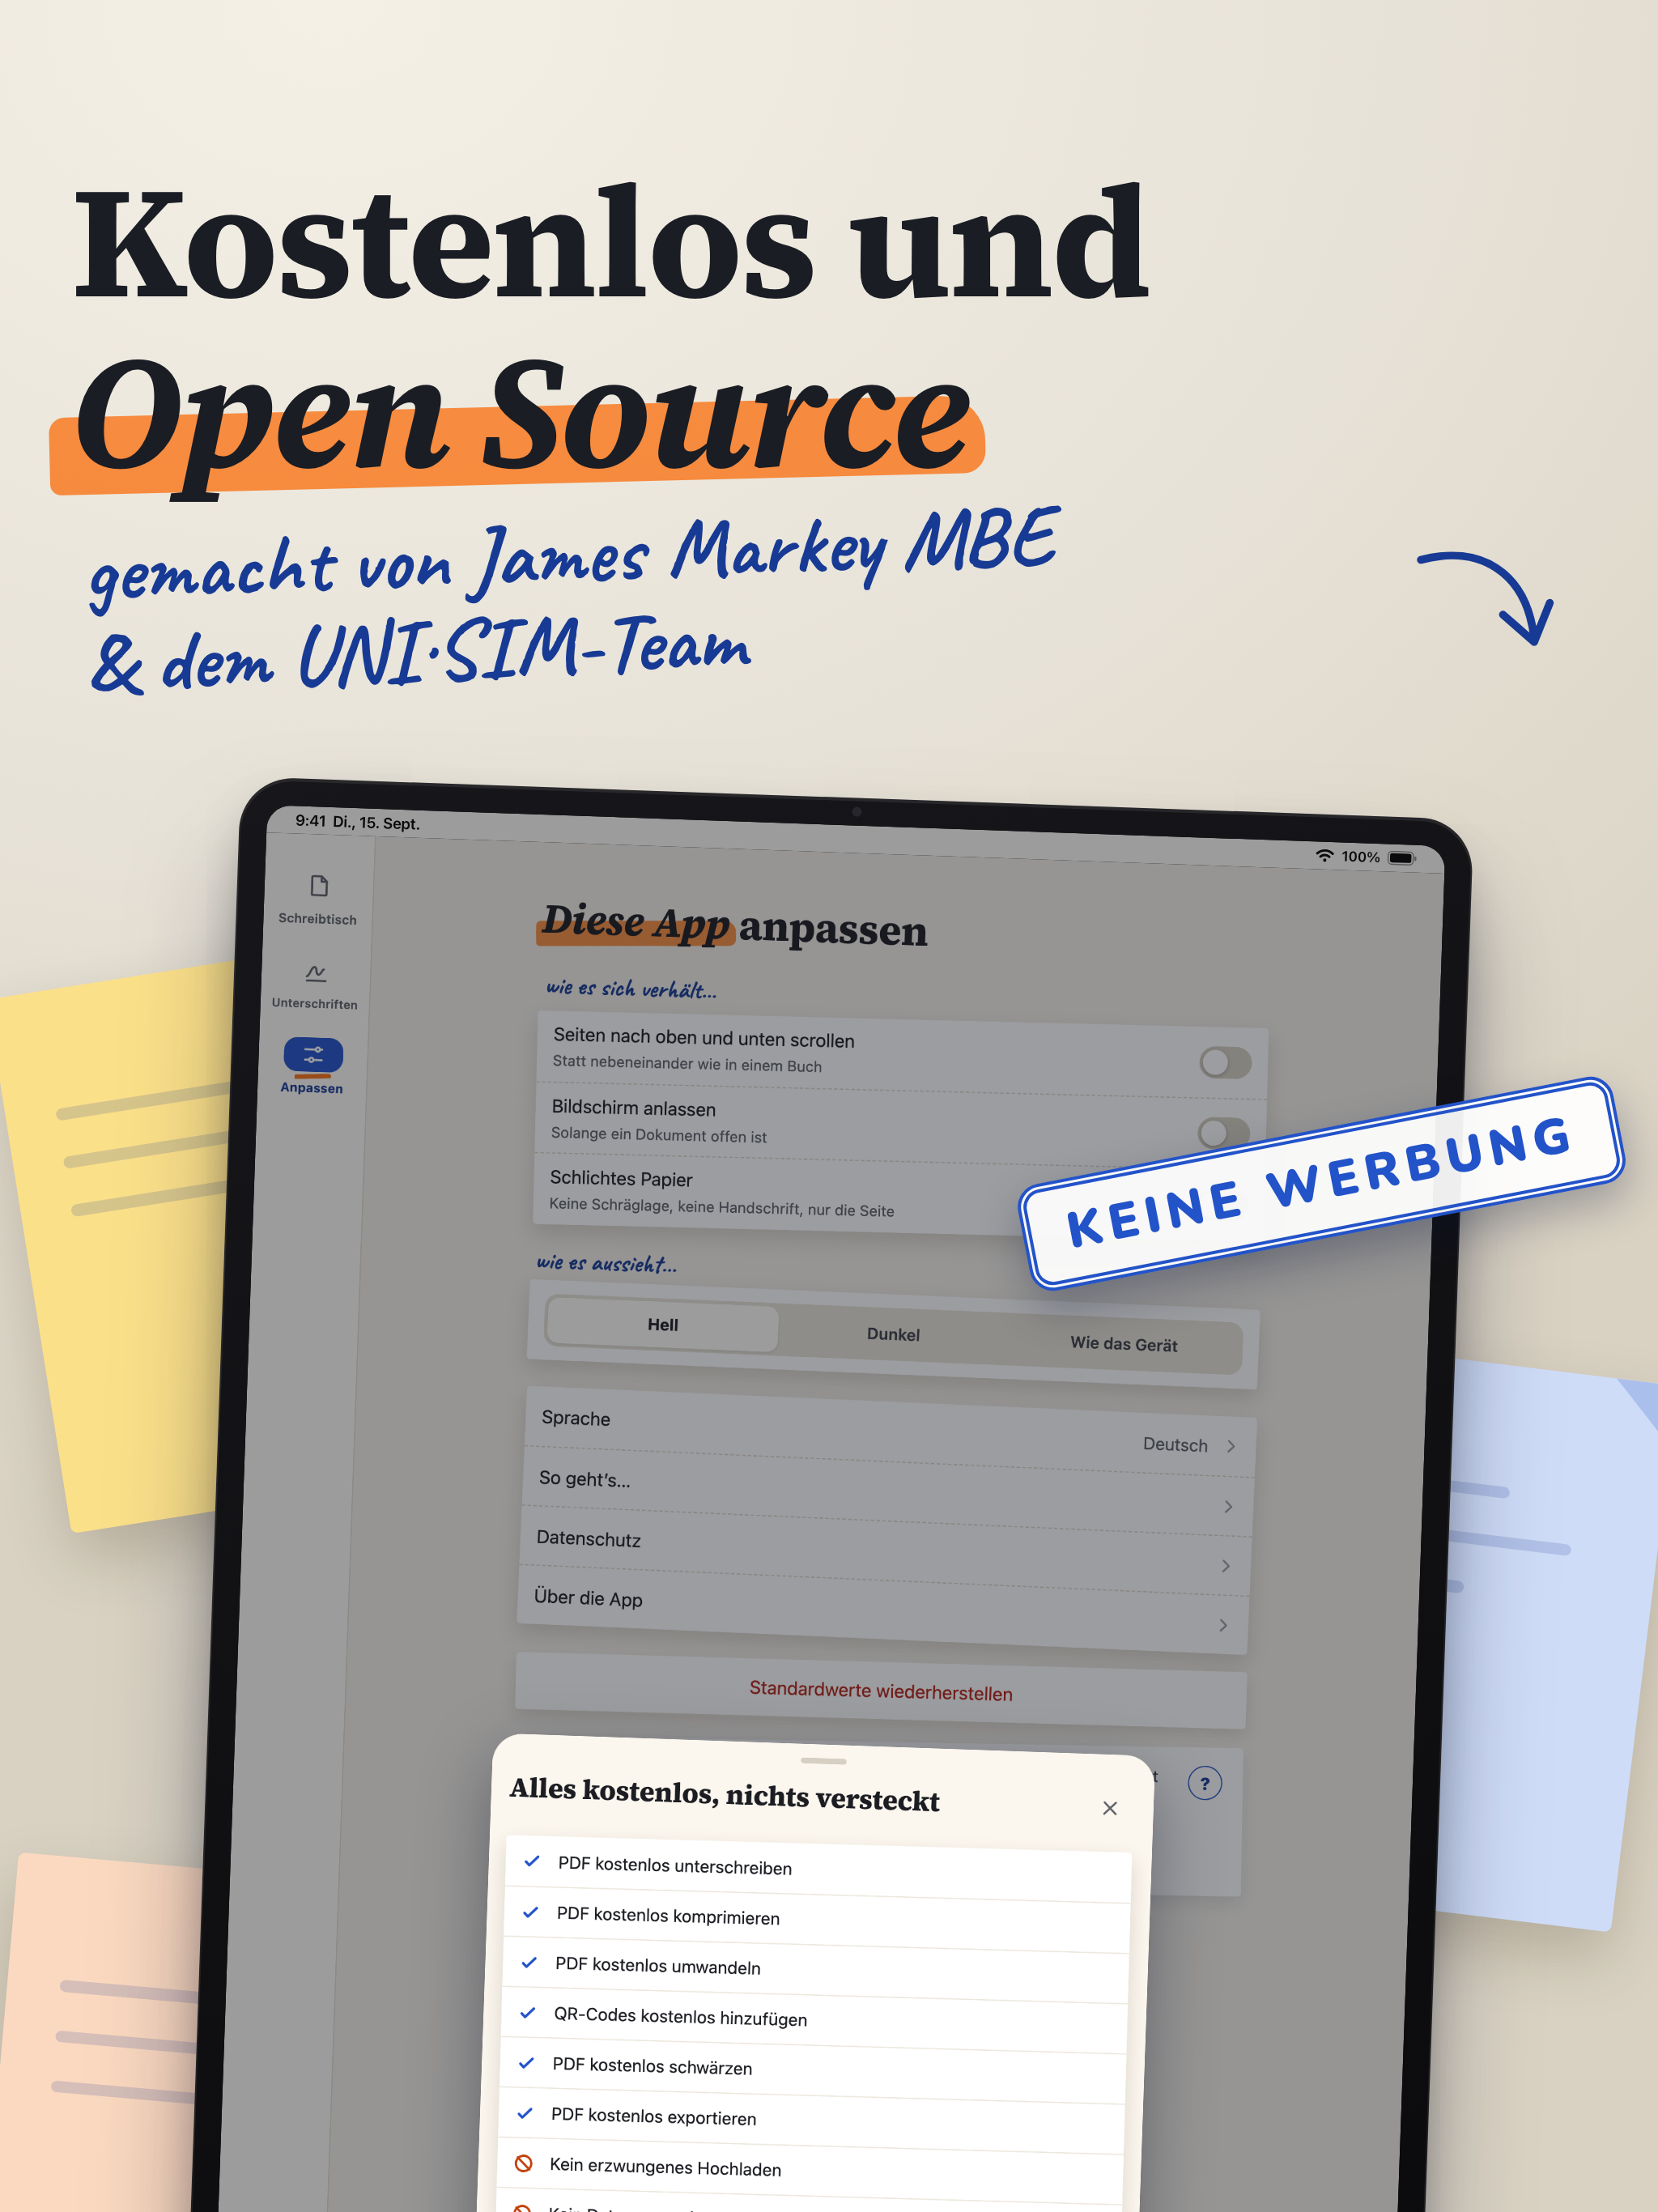 Kostenlos und
Open Source
gemacht von James Markey MBE
& dem UNI·SIM-Team
9:41 Di., 15. Sept.
100%
Schreibtisch
Unterschriften
Anpassen
Diese App anpassen
wie es sich verhält...
Seiten nach oben und unten scrollen
Statt nebeneinander wie in einem Buch
Bildschirm anlassen
Solange ein Dokument offen ist
Schlichtes Papier
Keine Schräglage, keine Handschrift, nur die Seite
KEINE WERBUNG
wie es aussieht...
Hell
Dunkel
Wie das Gerät
Sprache
Deutsch
So geht's...
Datenschutz
Über die App
Standardwerte wiederherstellen
?
Alles kostenlos, nichts versteckt
PDF kostenlos unterschreiben
PDF kostenlos komprimieren
PDF kostenlos umwandeln
QR-Codes kostenlos hinzufügen
PDF kostenlos schwärzen
PDF kostenlos exportieren
Kein erzwungenes Hochladen